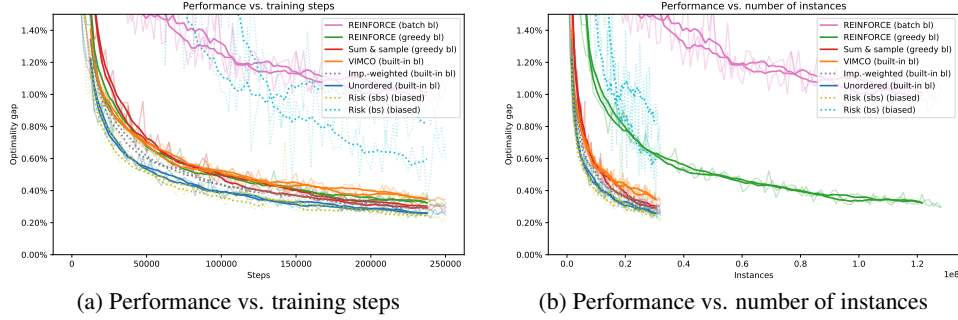 Performance vs. training steps
1.40%
1.20%
1.00%
0.80%
0.60%
0.40%
0.20%
0.00%
Optimality gap
0
50000
100000
150000
200000
250000
Steps
REINFORCE (batch bl)
REINFORCE (greedy bl)
Sum & sample (greedy bl)
VIMCO (built-in bl)
Imp.-weighted (built-in bl)
Unordered (built-in bl)
Risk (sbs) (biased)
Risk (bs) (biased)
(a) Performance vs. training steps
Performance vs. number of instances
1.40%
1.20%
1.00%
0.80%
0.60%
0.40%
0.20%
0.00%
Optimality gap
0.0
0.2
0.4
0.6
0.8
1.0
1.2
1e8
Instances
REINFORCE (batch bl)
REINFORCE (greedy bl)
Sum & sample (greedy bl)
VIMCO (built-in bl)
Imp.-weighted (built-in bl)
Unordered (built-in bl)
Risk (sbs) (biased)
Risk (bs) (biased)
(b) Performance vs. number of instances